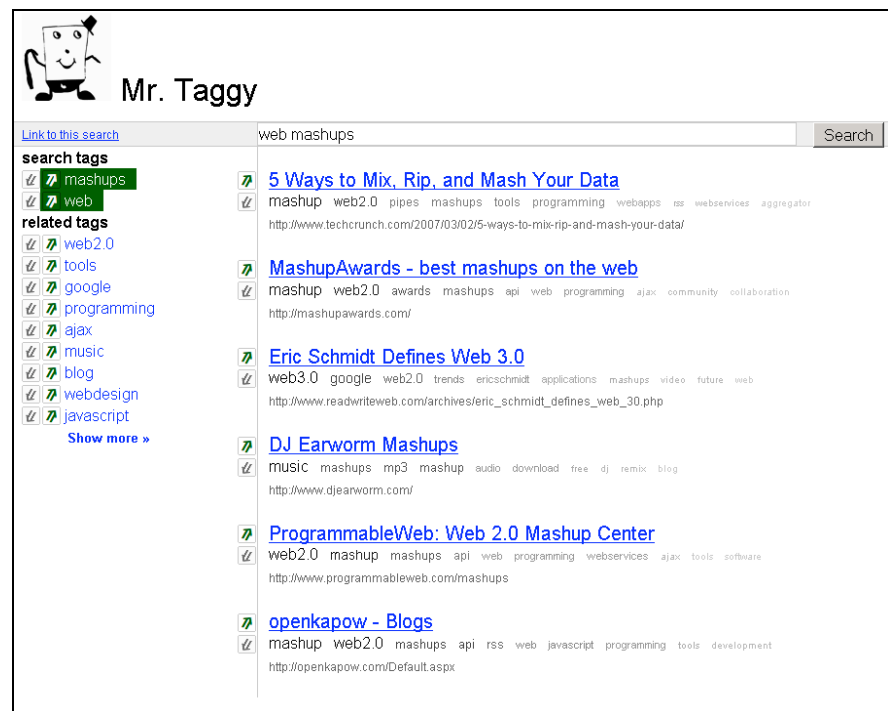 Mr. Taggy
Link to this search
web mashups
Search
search tags
mashups
web
related tags
web2.0
tools
google
programming
ajax
music
blog
webdesign
javascript
Show more »
5 Ways to Mix, Rip, and Mash Your Data
mashup web2.0 pipes mashups tools programming webapps rss webservices aggregator
http://www.techcrunch.com/2007/03/02/5-ways-to-mix-rip-and-mash-your-data/
MashupAwards - best mashups on the web
mashup web2.0 awards mashups api web programming ajax community collaboration
http://mashupawards.com/
Eric Schmidt Defines Web 3.0
web3.0 google web2.0 trends ericschmidt applications mashups video future web
http://www.readwriteweb.com/archives/eric_schmidt_defines_web_30.php
DJ Earworm Mashups
music mashups mp3 mashup audio download free dj remix blog
http://www.djearworm.com/
ProgrammableWeb: Web 2.0 Mashup Center
web2.0 mashup mashups api web programming webservices ajax tools software
http://www.programmableweb.com/mashups
openkapow - Blogs
mashup web2.0 mashups api rss web javascript programming tools development
http://openkapow.com/Default.aspx